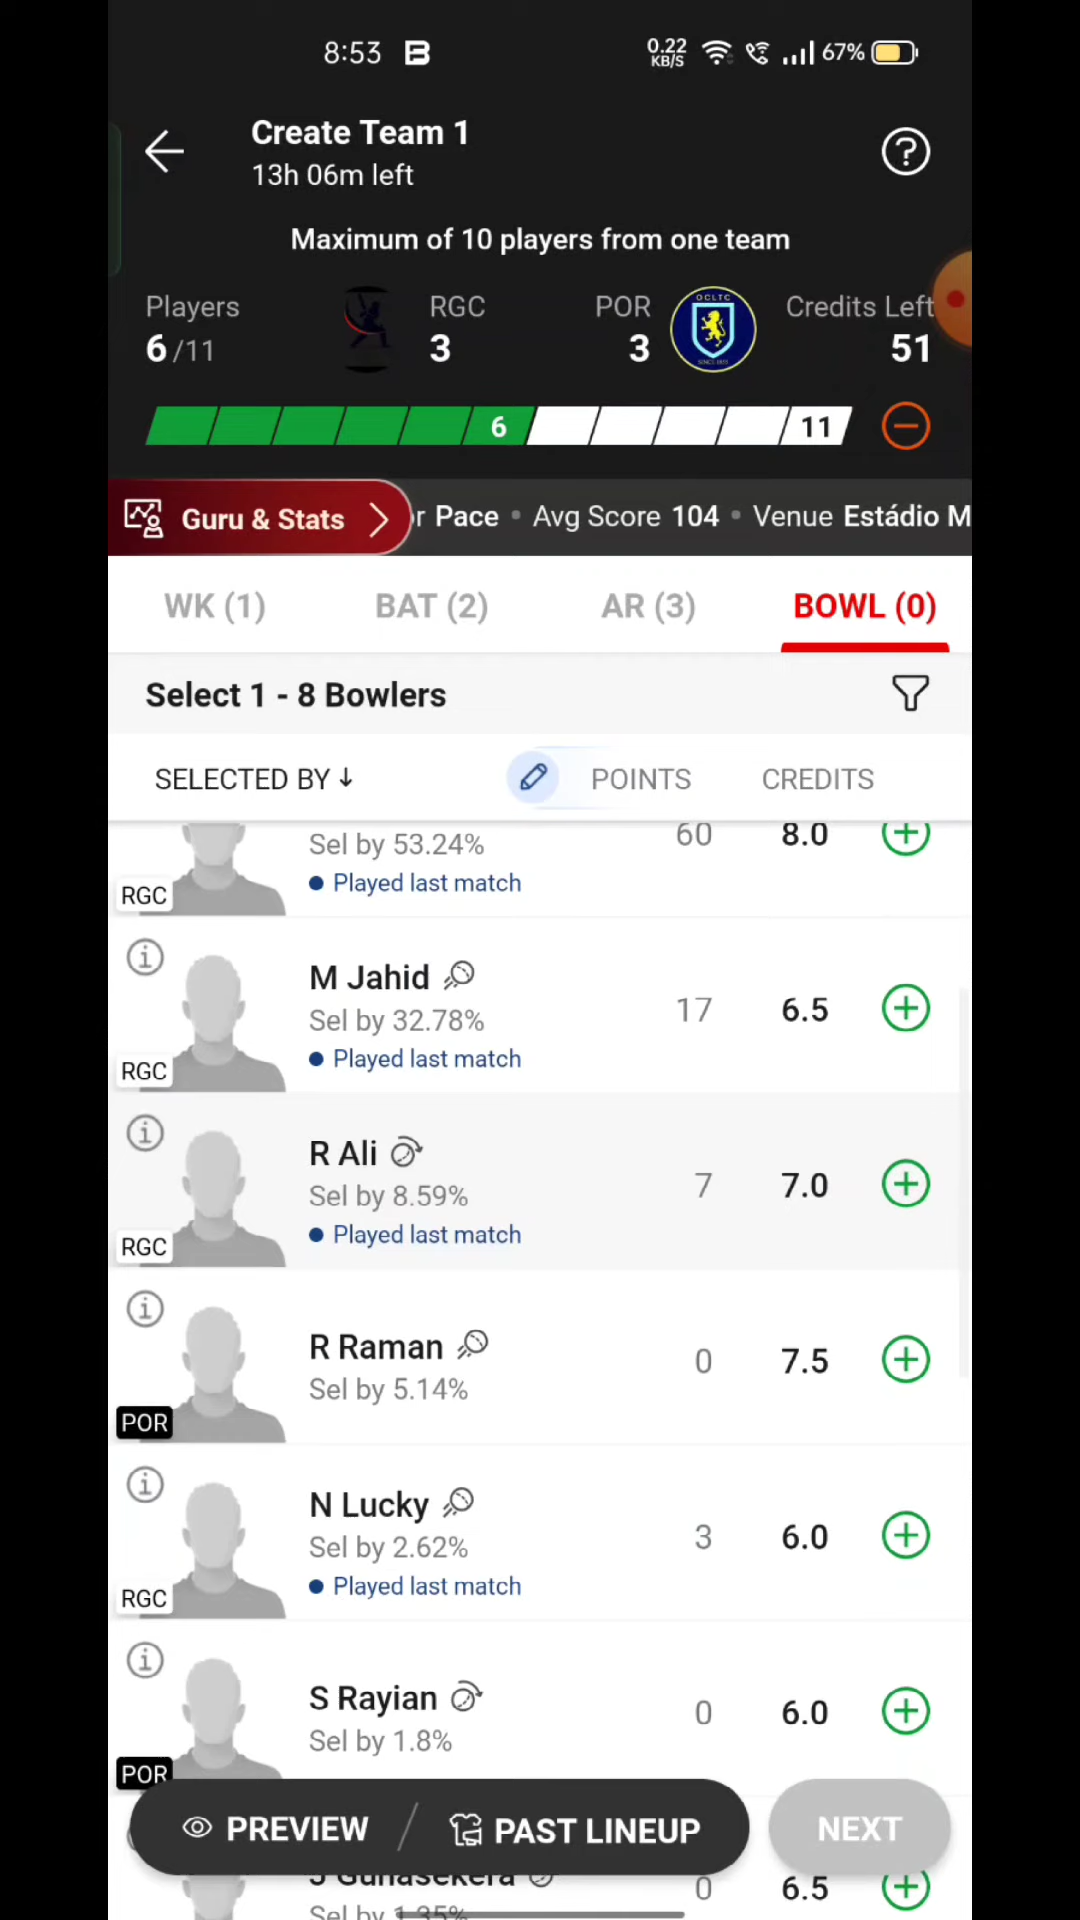 8:53 0.22 KB/S 67%
Create Team 1
13h 06m left
Maximum of 10 players from one team
Players RGC POR Credits Left
6/11 3 3 51
OCLTC
6 11
Guru & Stats r Pace • Avg Score 104 • Venue Estádio M
WK (1) BAT (2) AR (3) BOWL (0)
Select 1 - 8 Bowlers
SELECTED BY ↓ POINTS CREDITS
Sel by 53.24% 60 8.0
Played last match
RGC
M Jahid
Sel by 32.78% 17 6.5
Played last match
RGC
R Ali
Sel by 8.59% 7 7.0
Played last match
RGC
R Raman
Sel by 5.14% 0 7.5
POR
N Lucky
Sel by 2.62% 3 6.0
Played last match
RGC
S Rayian
Sel by 1.8% 0 6.0
POR
PREVIEW / PAST LINEUP NEXT
J Gunasekera 0 6.5
Sel by 1.35%